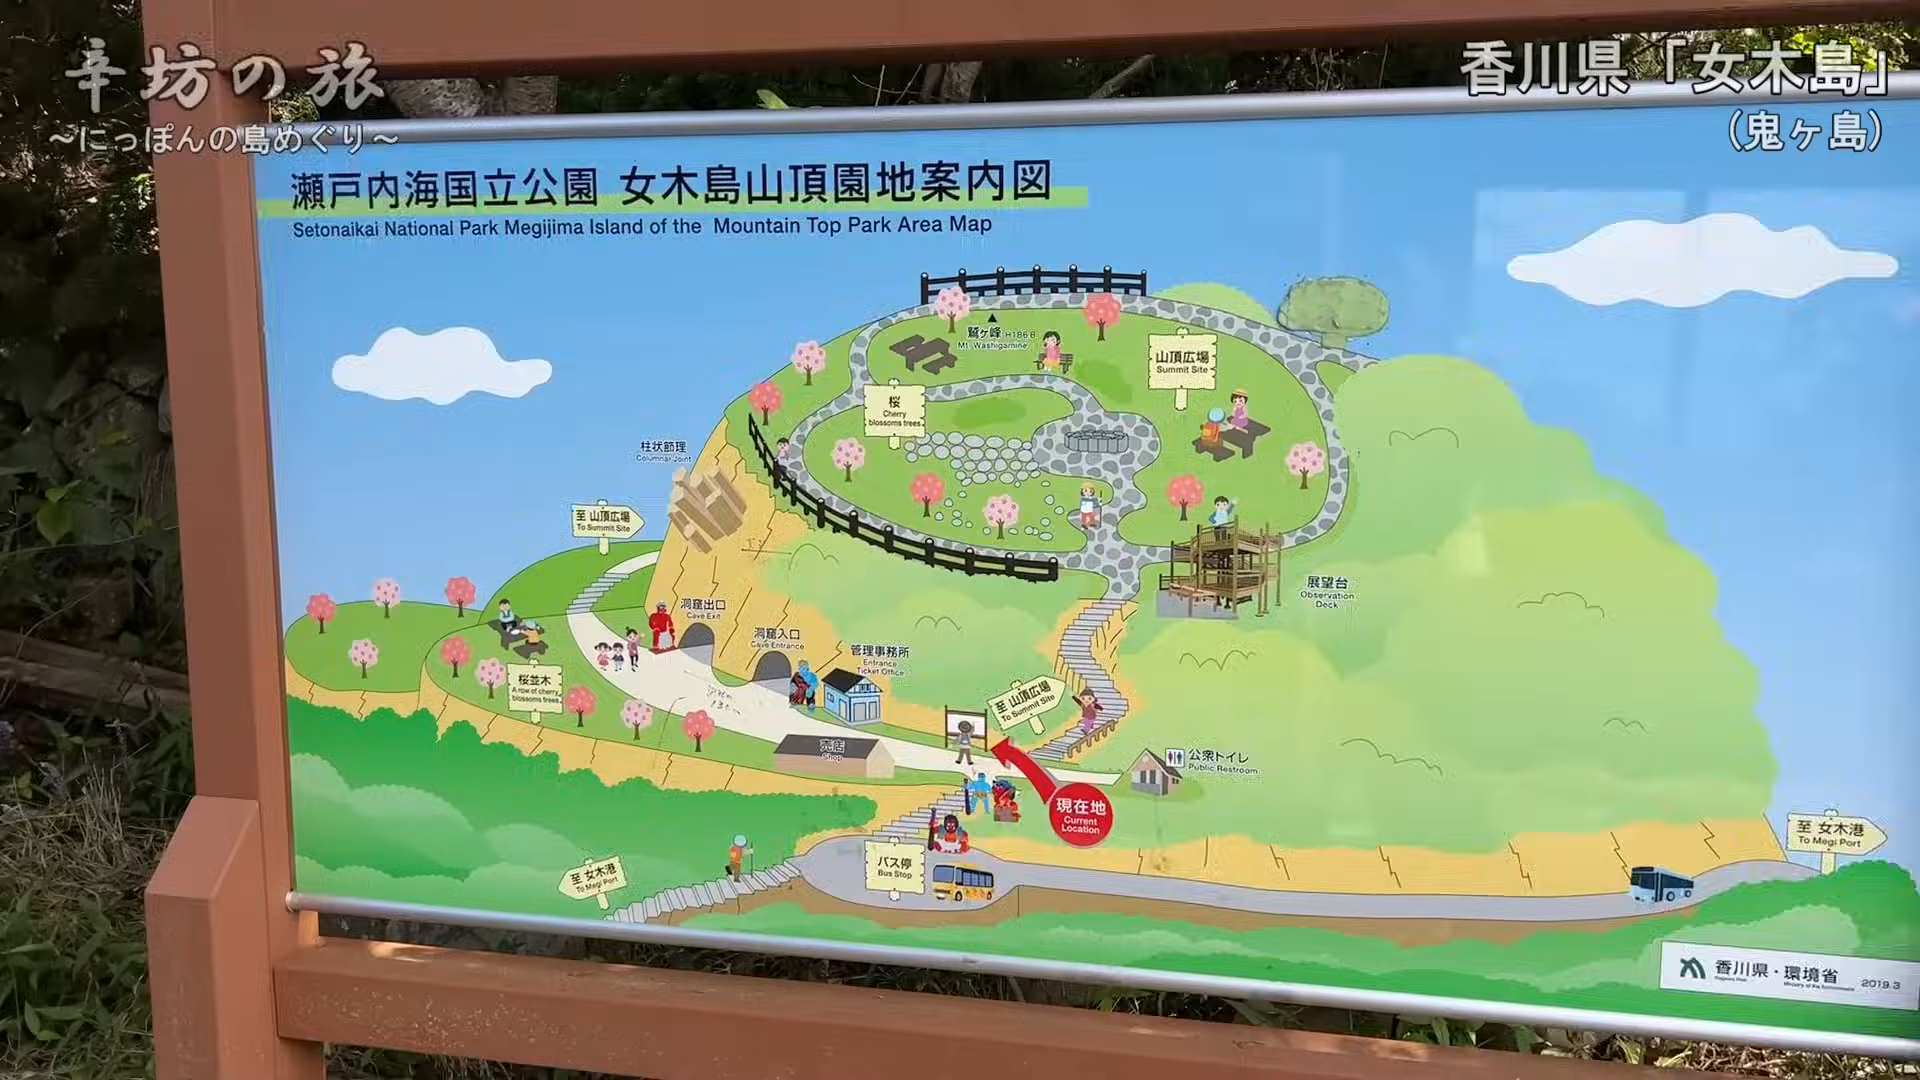 辛坊の旅
~にっぽんの島めぐり~
香川県「女木島」
(鬼ヶ島)
瀬戸内海国立公園 女木島山頂園地案内図
Setonaikai National Park Megijima Island of the Mountain Top Park Area Map
鷲ヶ峰
Mt. Washigamine
山頂広場
Summit Site
桜
Cherry
blossoms trees
柱状節理
Columnar Joint
至 山頂広場
To Summit Site
展望台
Observation
Deck
洞窟出口
Cave Exit
洞窟入口
Cave Entrance
管理事務所
Entrance
Ticket Office
桜並木
A row of cherry
blossoms trees
至 山頂広場
To Summit Site
売店
Shop
公衆トイレ
Public Restroom
現在地
Current
Location
バス停
Bus Stop
至 女木港
To Megi Port
至 女木港
To Megi Port
香川県・環境省
2019.3